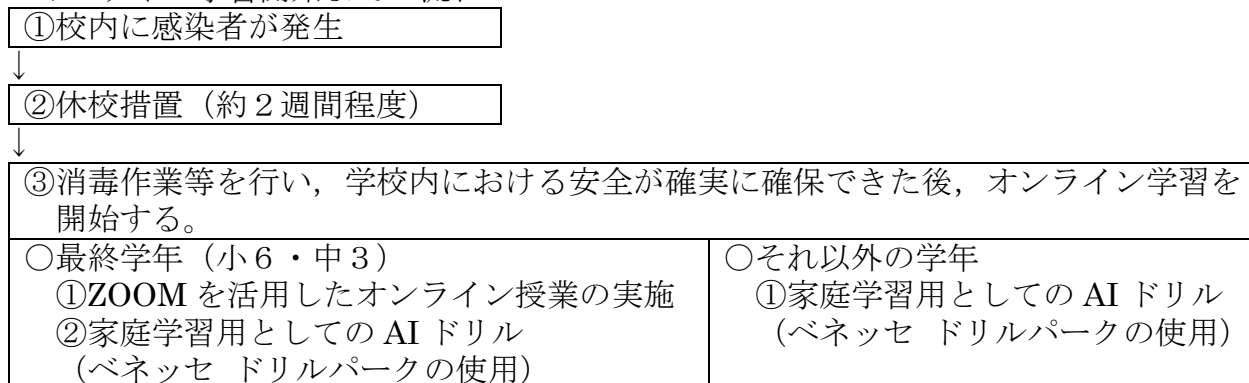 ①校内に感染者が発生
↓
②休校措置（約２週間程度）
↓
③消毒作業等を行い，学校内における安全が確実に確保できた後，オンライン学習を
開始する。
○最終学年（小６・中３）
①ZOOM を活用したオンライン授業の実施
②家庭学習用としての AI ドリル
（ベネッセ ドリルパークの使用）
○それ以外の学年
①家庭学習用としての AI ドリル
（ベネッセ ドリルパークの使用）